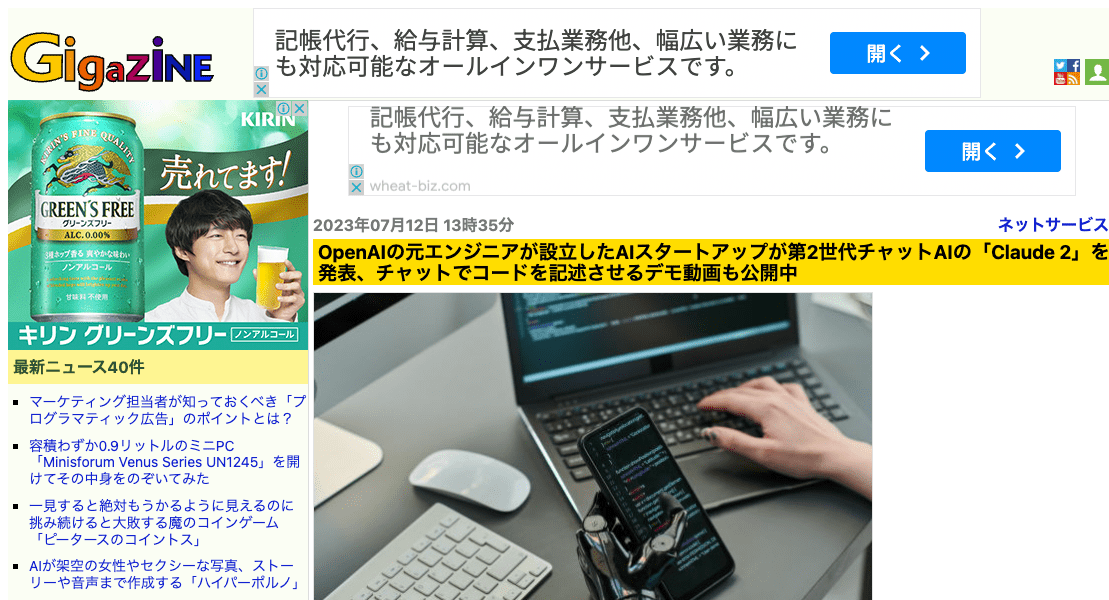 GigaZiNE
記帳代行、給与計算、支払業務他、幅広い業務に
も対応可能なオールインワンサービスです。
開く
KIRIN
KIRIN'S FINE QUALITY
売れてます!
GREEN'S FREE
グリーンズフリー
ALC. 0.00%
3種ホップ香る 爽やかな味わい
ノンアルコール
甘味料 不使用
キリン グリーンズフリー
ノンアルコール
最新ニュース40件
マーケティング担当者が知っておくべき「プ
ログラマティック広告」のポイントとは?
容積わずか0.9リットルのミニPC
「Minisforum Venus Series UN1245」を開
けてその中身をのぞいてみた
一見すると絶対もうかるように見えるのに
挑み続けると大敗する魔のコインゲーム
「ピータースのコイントス」
AIが架空の女性やセクシーな写真、ストー
リーや音声まで作成する「ハイパーポルノ」
記帳代行、給与計算、支払業務他、幅広い業務に
も対応可能なオールインワンサービスです。
wheat-biz.com
開く
2023年07月12日 13時35分
ネットサービス
OpenAIの元エンジニアが設立したAIスタートアップが第2世代チャットAIの「Claude 2」を
発表、チャットでコードを記述させるデモ動画も公開中